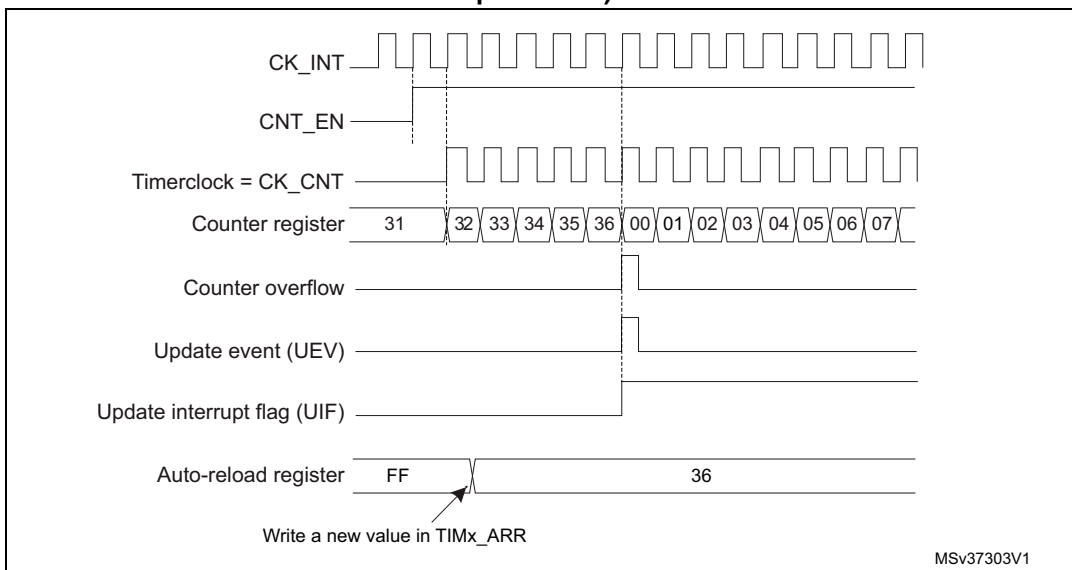 CK_INT
CNT_EN
Timerclock = CK_CNT
Counter register 31 32 33 34 35 36 00 01 02 03 04 05 06 07
Counter overflow
Update event (UEV)
Update interrupt flag (UIF)
Auto-reload register FF 36
Write a new value in TIMx_ARR
MSv37303V1